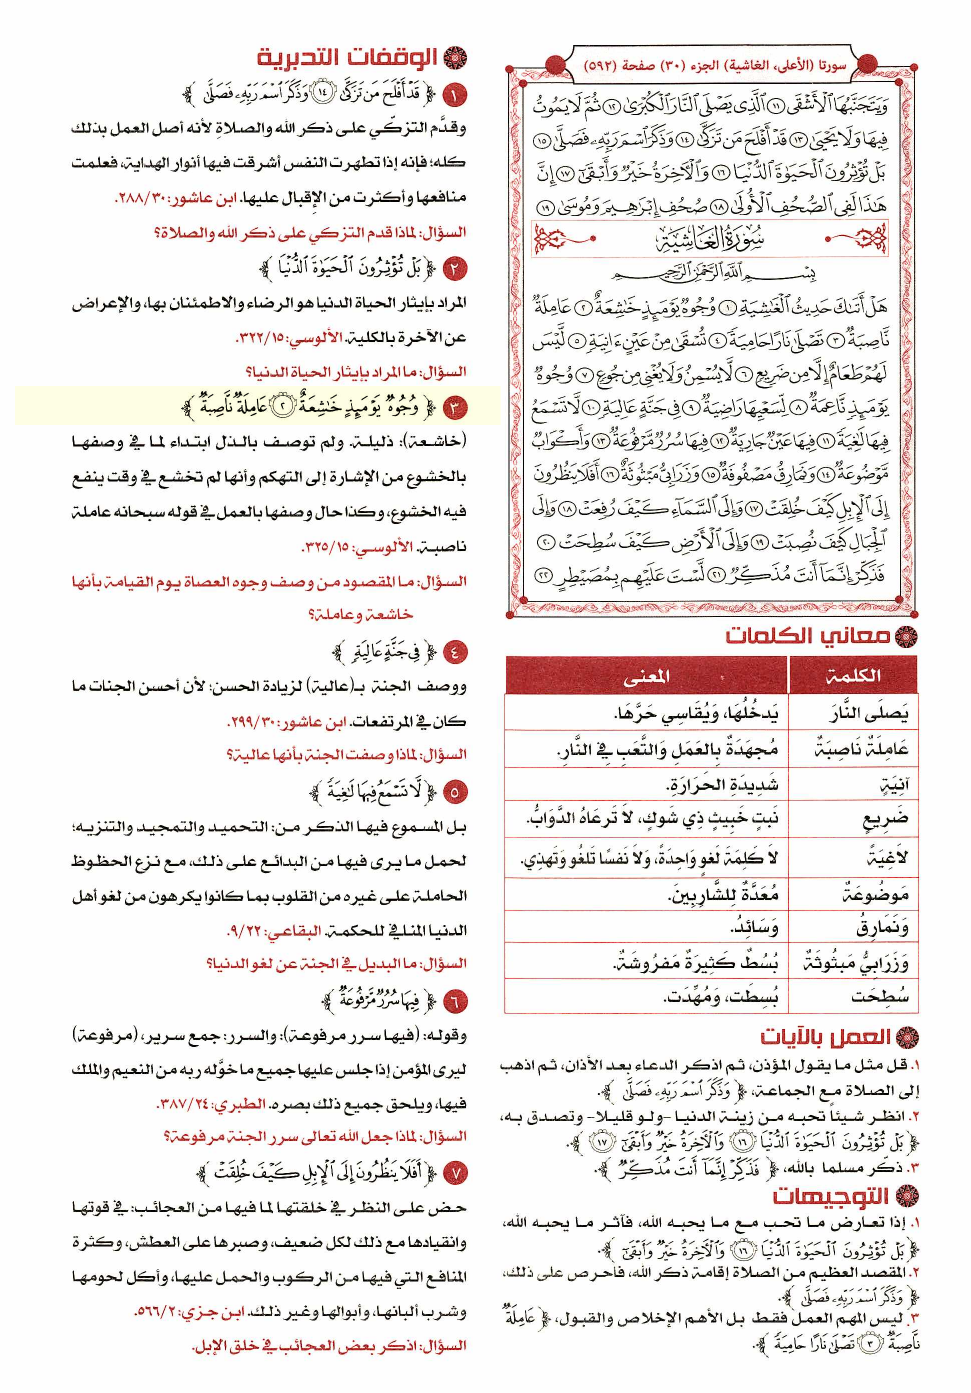 سورتا (الأعلى، الغاشية) الجزء (٣٠) صفحة (٥٩٢)
وَيَتَجَنَّبُهَا ٱلْأَشْقَى ١١ ٱلَّذِى يَصْلَى ٱلنَّارَ ٱلْكُبْرَىٰ ١٢ ثُمَّ لَا يَمُوتُ
فِيهَا وَلَا يَحْيَىٰ ١٣ قَدْ أَفْلَحَ مَن تَزَكَّىٰ ١٤ وَذَكَرَ ٱسْمَ رَبِّهِۦ فَصَلَّىٰ ١٥
بَلْ تُؤْثِرُونَ ٱلْحَيَوٰةَ ٱلدُّنْيَا ١٦ وَٱلْءَاخِرَةُ خَيْرٌ وَأَبْقَىٰٓ ١٧ إِنَّ
هَٰذَا لَفِى ٱلصُّحُفِ ٱلْأُولَىٰ ١٨ صُحُفِ إِبْرَٰهِيمَ وَمُوسَىٰ ١٩
سُورَةُ الغَاشِيَةِ
بِسْمِ ٱللَّهِ ٱلرَّحْمَٰنِ ٱلرَّحِيمِ
هَلْ أَتَىٰكَ حَدِيثُ ٱلْغَٰشِيَةِ ١ وُجُوهٌ يَوْمَئِذٍ خَٰشِعَةٌ ٢ عَامِلَةٌ
نَّاصِبَةٌ ٣ تَصْلَىٰ نَارًا حَامِيَةً ٤ تُسْقَىٰ مِنْ عَيْنٍ ءَانِيَةٍ ٥ لَّيْسَ
لَهُمْ طَعَامٌ إِلَّا مِن ضَرِيعٍ ٦ لَّا يُسْمِنُ وَلَا يُغْنِى مِن جُوعٍ ٧ وُجُوهٌ
يَوْمَئِذٍ نَّاعِمَةٌ ٨ لِّسَعْيِهَا رَاضِيَةٌ ٩ فِى جَنَّةٍ عَالِيَةٍ ١٠ لَّا تَسْمَعُ
فِيهَا لَٰغِيَةً ١١ فِيهَا عَيْنٌ جَارِيَةٌ ١٢ فِيهَا سُرُرٌ مَّرْفُوعَةٌ ١٣ وَأَكْوَابٌ
مَّوْضُوعَةٌ ١٤ وَنَمَارِقُ مَصْفُوفَةٌ ١٥ وَزَرَابِىُّ مَبْثُوثَةٌ ١٦ أَفَلَا يَنظُرُونَ
إِلَى ٱلْإِبِلِ كَيْفَ خُلِقَتْ ١٧ وَإِلَى ٱلسَّمَآءِ كَيْفَ رُفِعَتْ ١٨ وَإِلَى
ٱلْجِبَالِ كَيْفَ نُصِبَتْ ١٩ وَإِلَى ٱلْأَرْضِ كَيْفَ سُطِحَتْ ٢٠
فَذَكِّرْ إِنَّمَآ أَنتَ مُذَكِّرٌ ٢١ لَّسْتَ عَلَيْهِم بِمُصَيْطِرٍ ٢٢
معاني الكلمات
الكلمة المعنى
يَصلَى النَّارَ يَدخُلُهَا، وَيُقَاسِي حَرَّهَا.
عَامِلَةٌ نَاصِبَةٌ مُجهَدَةٌ بِالعَمَلِ وَالتَّعَبِ فِي النَّارِ.
آنِيَةٍ شَدِيدَةِ الحَرَارَةِ.
ضَرِيعٍ نَبتٍ خَبِيثٍ ذِي شَوكٍ، لاَ تَرعَاهُ الدَّوَابُّ.
لاَغِيَةً لاَ كَلِمَةَ لَغوٍ وَاحِدَةً، وَلاَ نَفسًا تَلغُو وَتَهذِي.
مَوضُوعَةٌ مُعَدَّةٌ لِلشَّارِبِينَ.
وَنَمَارِقُ وَسَائِدُ.
وَزَرَابِيُّ مَبثُوثَةٌ بُسُطٌ كَثِيرَةٌ مَفرُوشَةٌ.
سُطِحَت بُسِطَت، وَمُهِّدَت.
العمل بالآيات
١. قل مثل ما يقول المؤذن، ثم اذكر الدعاء بعد الأذان، ثم اذهب
إلى الصلاة مع الجماعة، ﴿ وَذَكَرَ ٱسْمَ رَبِّهِۦ فَصَلَّىٰ ﴾.
٢. انظر شيئاً تحبه من زينة الدنيا -ولو قليلا- وتصدق به،
﴿ بَلْ تُؤْثِرُونَ ٱلْحَيَوٰةَ ٱلدُّنْيَا ١٦ وَٱلْءَاخِرَةُ خَيْرٌ وَأَبْقَىٰٓ ١٧ ﴾.
٣. ذكر مسلما بالله، ﴿ فَذَكِّرْ إِنَّمَآ أَنتَ مُذَكِّرٌ ﴾.
التوجيهات
١. إذا تعارض ما تحب مع ما يحبه الله، فآثر ما يحبه الله،
﴿ بَلْ تُؤْثِرُونَ ٱلْحَيَوٰةَ ٱلدُّنْيَا ١٦ وَٱلْءَاخِرَةُ خَيْرٌ وَأَبْقَىٰٓ ﴾.
٢. المقصد العظيم من الصلاة إقامة ذكر الله، فاحرص على ذلك،
﴿ وَذَكَرَ ٱسْمَ رَبِّهِۦ فَصَلَّىٰ ﴾.
٣. ليس المهم العمل فقط بل الأهم الإخلاص والقبول، ﴿ عَامِلَةٌ
نَّاصِبَةٌ ٣ تَصْلَىٰ نَارًا حَامِيَةً ﴾.
الوقفات التدبرية
١ ﴿ قَدْ أَفْلَحَ مَن تَزَكَّىٰ ١٤ وَذَكَرَ ٱسْمَ رَبِّهِۦ فَصَلَّىٰ ﴾
وقدَّم التزكّي على ذكر الله والصلاةِ لأنه أصل العمل بذلك
كله؛ فإنه إذا تطهرت النفس أشرقت فيها أنوار الهداية، فعلمت
منافعها وأكثرت من الإقبال عليها. ابن عاشور: ٢٨٨/٣٠.
السؤال: لماذا قدم التزكي على ذكر الله والصلاة؟
٢ ﴿ بَلْ تُؤْثِرُونَ ٱلْحَيَوٰةَ ٱلدُّنْيَا ﴾
المراد بإيثار الحياة الدنيا هو الرضاء والاطمئنان بها، والإعراض
عن الآخرة بالكلية. الألوسي: ٣٢٢/١٥.
السؤال: ما المراد بإيثار الحياة الدنيا؟
٣ ﴿ وُجُوهٌ يَوْمَئِذٍ خَٰشِعَةٌ ٢ عَامِلَةٌ نَّاصِبَةٌ ﴾
(خاشعة): ذليلة. ولم توصف بالذل ابتداء لما في وصفها
بالخشوع من الإشارة إلى التهكم وأنها لم تخشع في وقت ينفع
فيه الخشوع، وكذا حال وصفها بالعمل في قوله سبحانه عاملة
ناصبة. الألوسي: ٣٢٥/١٥.
السؤال: ما المقصود من وصف وجوه العصاة يوم القيامة بأنها
خاشعة وعاملة؟
٤ ﴿ فِى جَنَّةٍ عَالِيَةٍ ﴾
ووصف الجنة بـ(عالية) لزيادة الحسن؛ لأن أحسن الجنات ما
كان في المرتفعات. ابن عاشور: ٢٩٩/٣٠.
السؤال: لماذا وصفت الجنة بأنها عالية؟
٥ ﴿ لَّا تَسْمَعُ فِيهَا لَٰغِيَةً ﴾
بل المسموع فيها الذكر من: التحميد والتمجيد والتنزيه؛
لحمل ما يرى فيها من البدائع على ذلك، مع نزع الحظوظ
الحاملة على غيره من القلوب بما كانوا يكرهون من لغو أهل
الدنيا المنافي للحكمة. البقاعي: ٩/٢٢.
السؤال: ما البديل في الجنة عن لغو الدنيا؟
٦ ﴿ فِيهَا سُرُرٌ مَّرْفُوعَةٌ ﴾
وقوله: (فيها سرر مرفوعة): والسرر: جمع سرير، (مرفوعة)
ليرى المؤمن إذا جلس عليها جميع ما خوَّله ربه من النعيم والملك
فيها، ويلحق جميع ذلك بصره. الطبري: ٣٨٧/٢٤.
السؤال: لماذا جعل الله تعالى سرر الجنة مرفوعة؟
٧ ﴿ أَفَلَا يَنظُرُونَ إِلَى ٱلْإِبِلِ كَيْفَ خُلِقَتْ ﴾
حض على النظر في خلقتها لما فيها من العجائب؛ في قوتها
وانقيادها مع ذلك لكل ضعيف، وصبرها على العطش، وكثرة
المنافع التي فيها من الركوب والحمل عليها، وأكل لحومها
وشرب ألبانها، وأبوالها وغير ذلك. ابن جزي: ٥٦٦/٢.
السؤال: اذكر بعض العجائب في خلق الإبل.